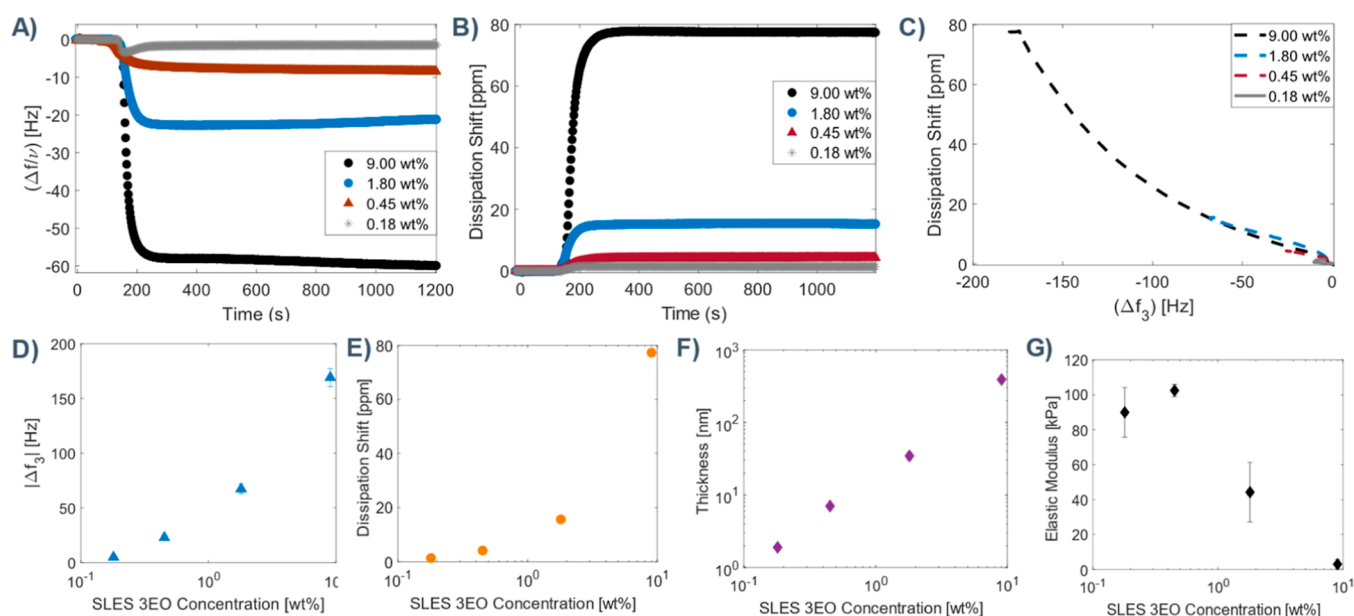 A)
0
-10
-20
-30
-40
-50
-60
(Δf/ν) [Hz]
9.00 wt%
1.80 wt%
0.45 wt%
0.18 wt%
0 200 400 600 800 1000 1200
Time (s)
B)
80
60
40
20
0
Dissipation Shift [ppm]
9.00 wt%
1.80 wt%
0.45 wt%
0.18 wt%
0 200 400 600 800 1000
Time (s)
C)
80
60
40
20
0
Dissipation Shift [ppm]
9.00 wt%
1.80 wt%
0.45 wt%
0.18 wt%
-200 -150 -100 -50 0
(Δf₃) [Hz]
D)
200
150
100
50
0
|Δf₃| [Hz]
10⁻¹ 10⁰ 1(
SLES 3EO Concentration [wt%]
E)
80
60
40
20
0
Dissipation Shift [ppm]
10⁻¹ 10⁰ 10¹
SLES 3EO Concentration [wt%]
F)
10³
10²
10¹
10⁰
Thickness [nm]
10⁻¹ 10⁰ 10¹
SLES 3EO Concentration [wt%]
G)
120
100
80
60
40
20
0
Elastic Modulus [kPa]
10⁻¹ 10⁰ 10¹
SLES 3EO Concentration [wt%]